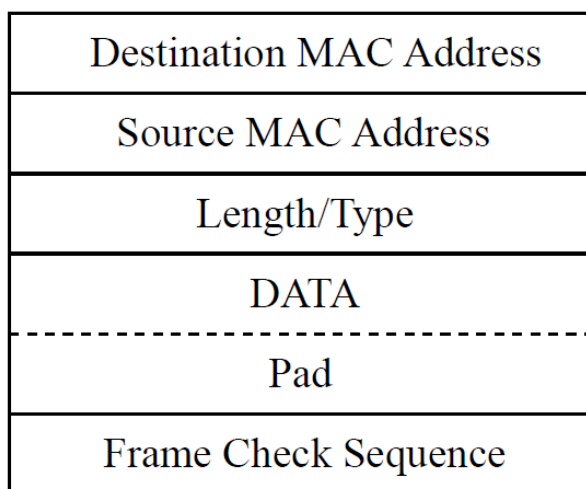 Destination MAC Address
Source MAC Address
Length/Type
DATA
Pad
Frame Check Sequence